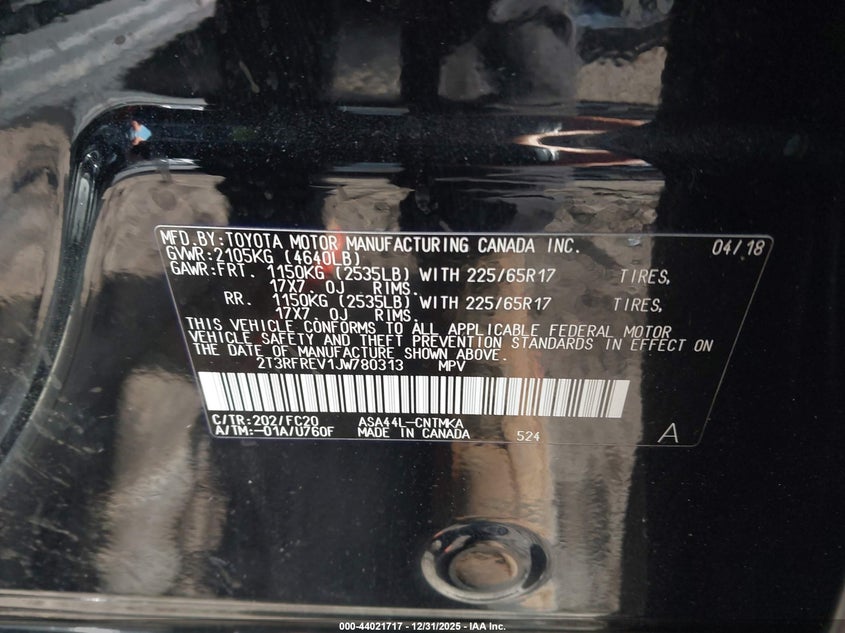 MFD.BY:TOYOTA MOTOR MANUFACTURING CANADA INC. 04/18
GVWR:2105KG (4640LB)
GAWR:FRT. 1150KG (2535LB) WITH 225/65R17 TIRES,
17X7.0J RIMS.
RR. 1150KG (2535LB) WITH 225/65R17 TIRES,
17X7.0J RIMS.
THIS VEHICLE CONFORMS TO ALL APPLICABLE FEDERAL MOTOR
VEHICLE SAFETY AND THEFT PREVENTION STANDARDS IN EFFECT ON
THE DATE OF MANUFACTURE SHOWN ABOVE.
2T3RFREV1JW780313 MPV
C/TR:202/FC20 ASA44L-CNTMKA
A/TM:-01A/U760F MADE IN CANADA 524 A
000-44021717 - 12/31/2025 - IAA Inc.